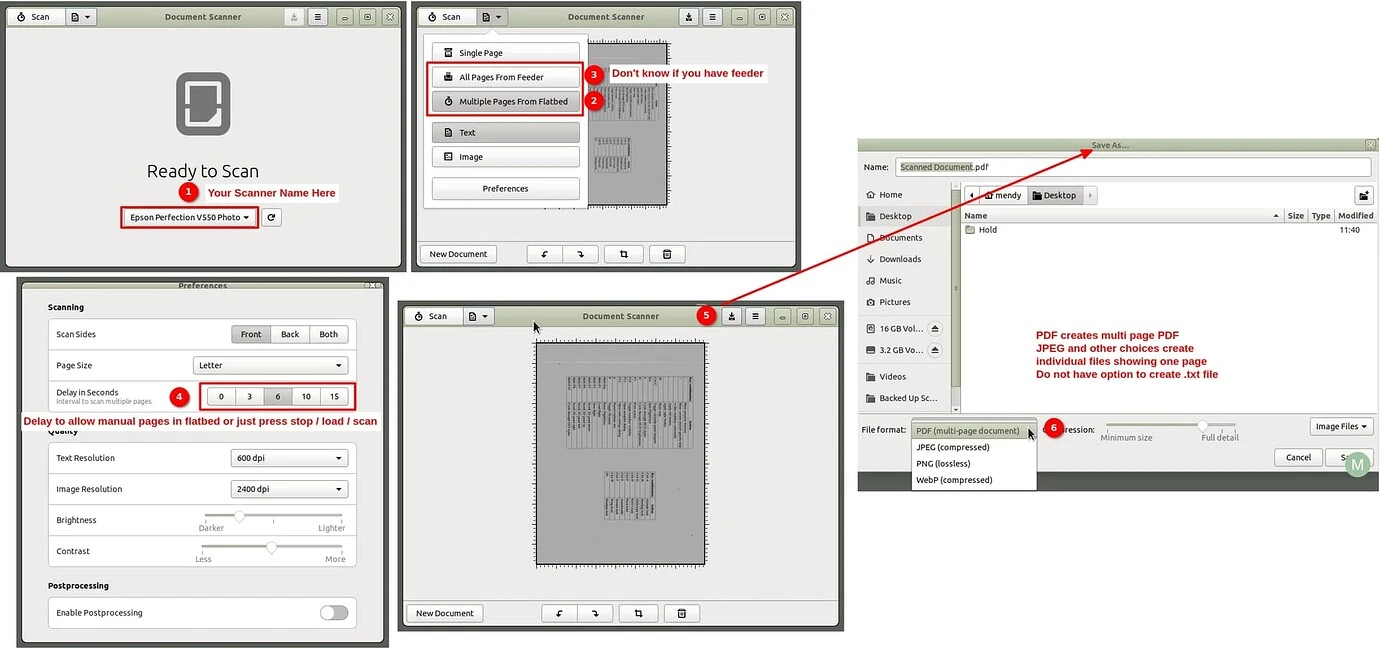 Scan
Document Scanner
Ready to Scan
1
Your Scanner Name Here
Epson Perfection V550 Photo
Scan
Document Scanner
Single Page
All Pages From Feeder
3
Don't know if you have feeder
Multiple Pages From Flatbed
2
Text
Image
Preferences
New Document
Preferences
Scanning
Scan Sides
Front
Back
Both
Page Size
Letter
Delay in Seconds
Interval to scan multiple pages
4
0
3
6
10
15
Delay to allow manual pages in flatbed or just press stop / load / scan
Quality
Text Resolution
600 dpi
Image Resolution
2400 dpi
Brightness
Darker
Lighter
Contrast
Less
More
Postprocessing
Enable Postprocessing
Scan
Document Scanner
5
New Document
Save As...
Name:
Scanned Document.pdf
Home
Desktop
Documents
Downloads
Music
Pictures
16 GB Vol...
3.2 GB Vo...
Videos
Backed Up Sc...
mendy
Desktop
Name
Size
Type
Modified
Hold
11:40
PDF creates multi page PDF
JPEG and other choices create
individual files showing one page
Do not have option to create .txt file
File format:
PDF (multi-page document)
JPEG (compressed)
PNG (lossless)
WebP (compressed)
6
Minimum size
Full detail
Image Files
Cancel
M